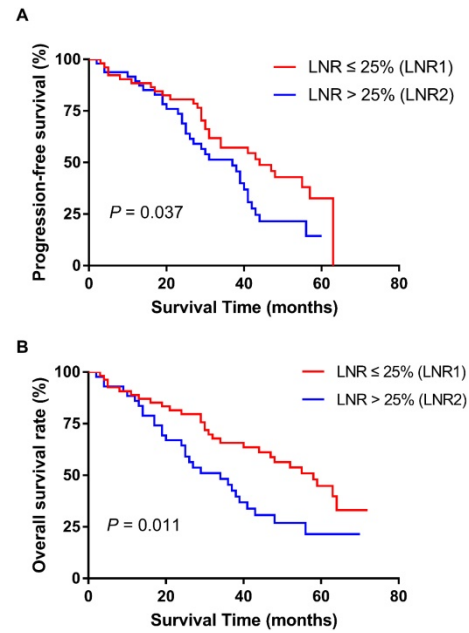 A
LNR ≤ 25% (LNR1)
LNR > 25% (LNR2)
Progression-free survival (%)
100
75
50
25
0
P = 0.037
0 20 40 60 80
Survival Time (months)
B
LNR ≤ 25% (LNR1)
LNR > 25% (LNR2)
Overall survival rate (%)
100
75
50
25
0
P = 0.011
0 20 40 60 80
Survival Time (months)